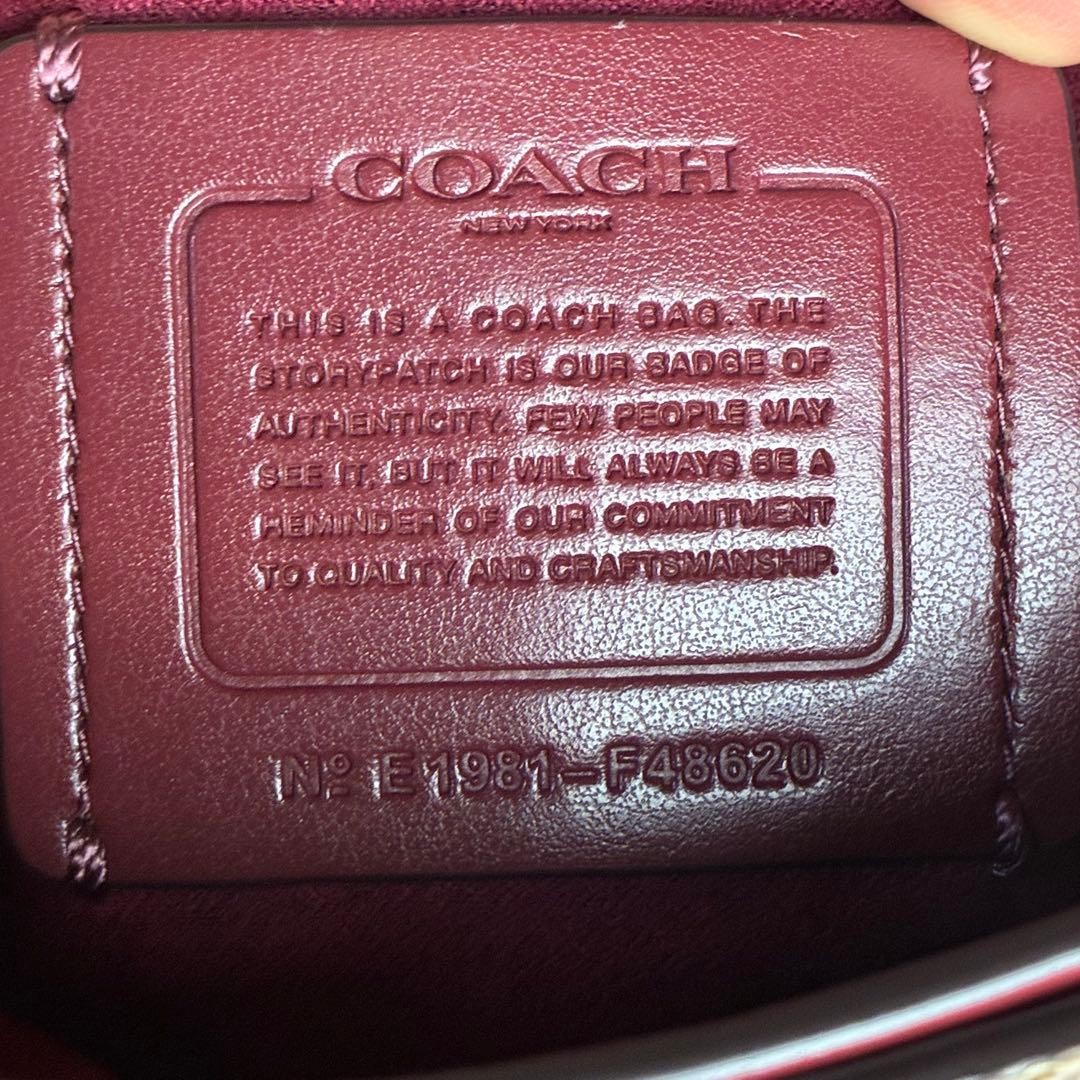 COACH
NEW YORK
THIS IS A COACH BAG. THE
STORYPATCH IS OUR BADGE OF
AUTHENTICITY. FEW PEOPLE MAY
SEE IT, BUT IT WILL ALWAYS BE A
REMINDER OF OUR COMMITMENT
TO QUALITY AND CRAFTSMANSHIP.
Nº E1981-F48620